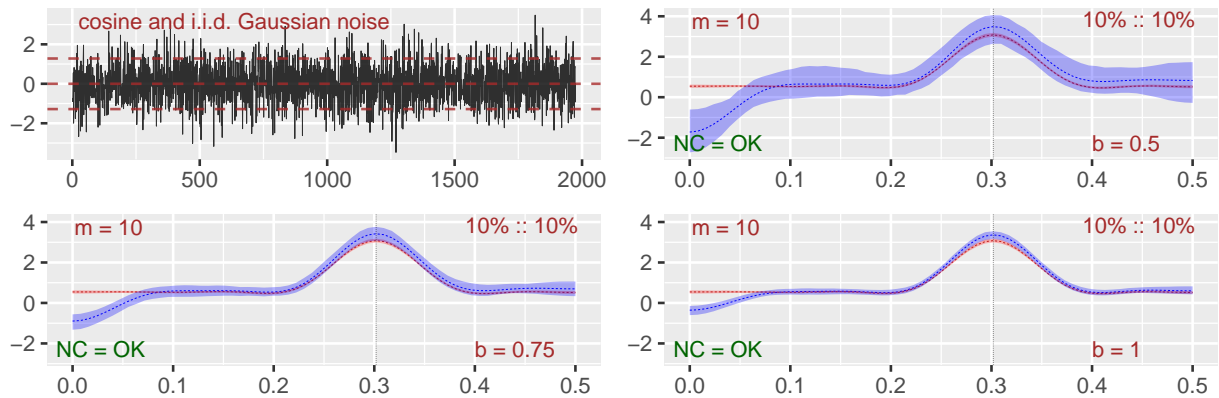 cosine and i.i.d. Gaussian noise
2
0
−2
0 500 1000 1500 2000
m = 10 10% :: 10%
4
2
0
−2
NC = OK b = 0.5
0.0 0.1 0.2 0.3 0.4 0.5
m = 10 10% :: 10%
4
2
0
−2
NC = OK b = 0.75
0.0 0.1 0.2 0.3 0.4 0.5
m = 10 10% :: 10%
4
2
0
−2
NC = OK b = 1
0.0 0.1 0.2 0.3 0.4 0.5